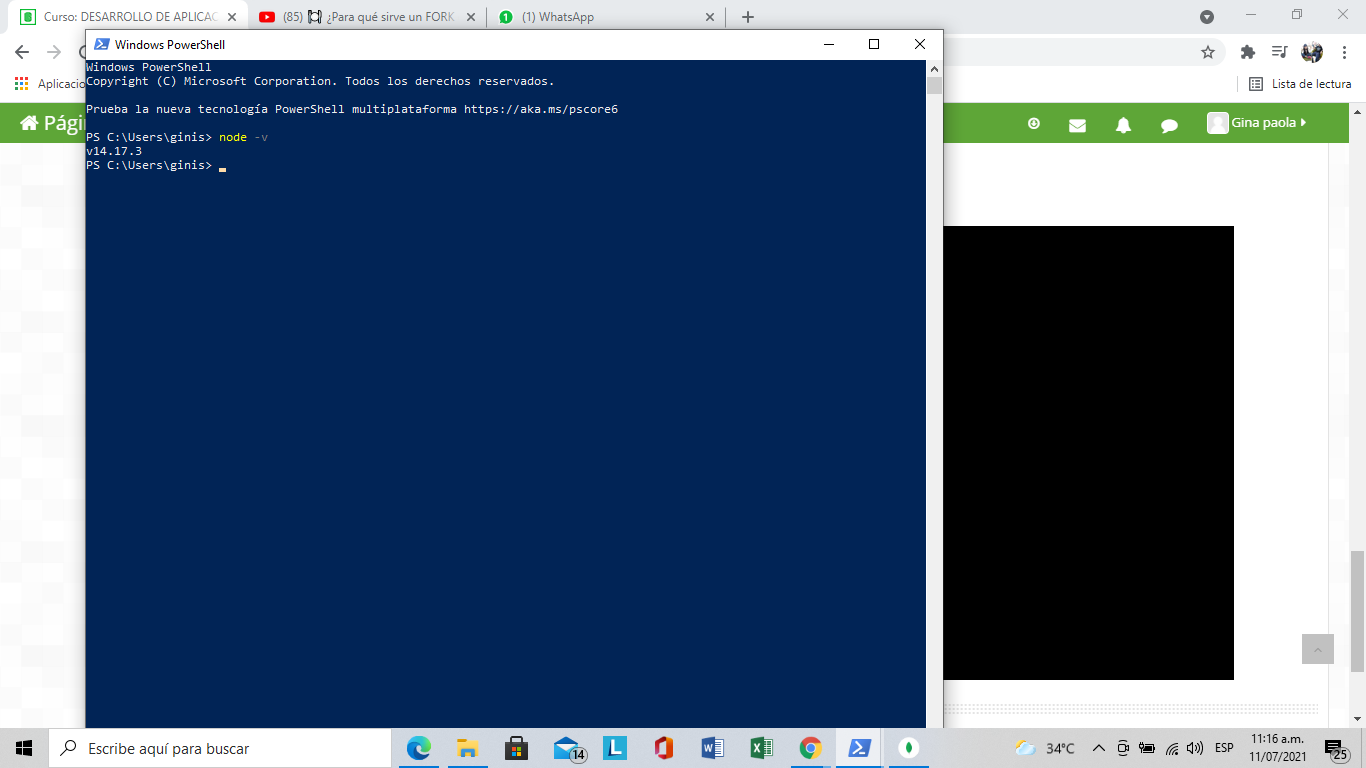 Curso: DESARROLLO DE APLICAC
(85) ¿Para qué sirve un FORK
(1) WhatsApp
Windows PowerShell
Aplicacio
Lista de lectura
Windows PowerShell
Copyright (C) Microsoft Corporation. Todos los derechos reservados.
Prueba la nueva tecnología PowerShell multiplataforma https://aka.ms/pscore6
PS C:\Users\ginis> node -v
v14.17.3
PS C:\Users\ginis>
Pági
Gina paola
Escribe aquí para buscar
14
34°C
ESP
11:16 a.m.
11/07/2021
25